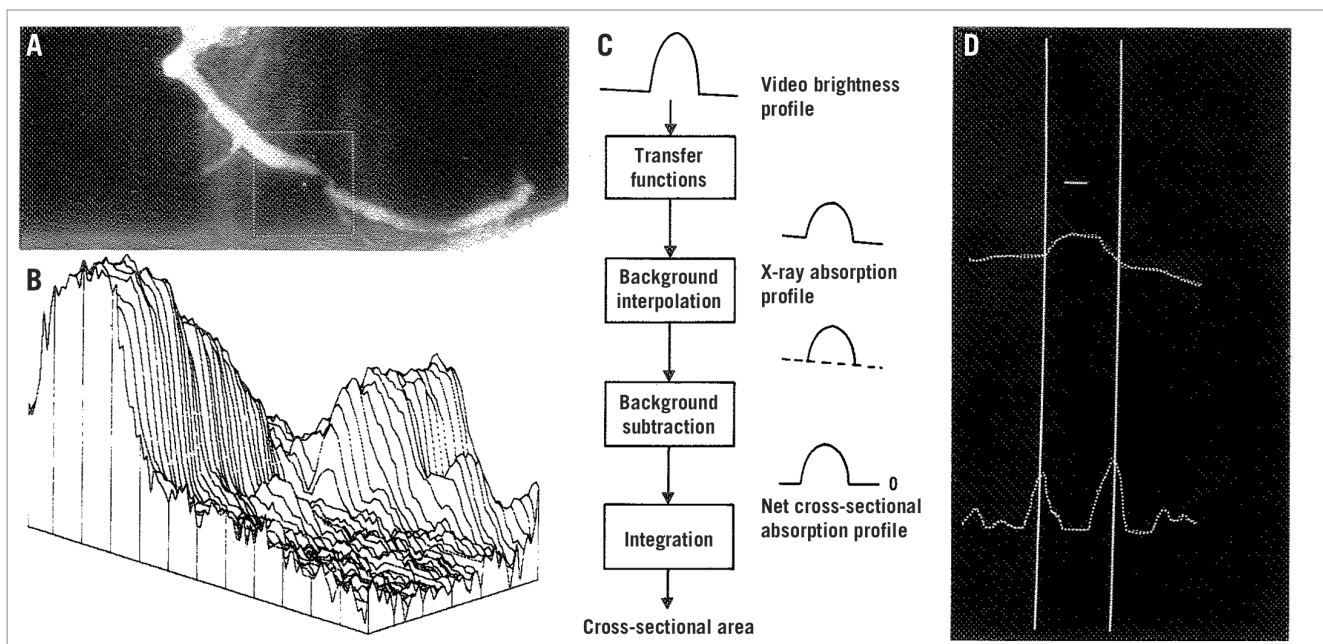 A
B
C
Video brightness
profile
Transfer
functions
Background
interpolation
X-ray absorption
profile
Background
subtraction
0
Net cross-sectional
absorption profile
Integration
Cross-sectional area
D